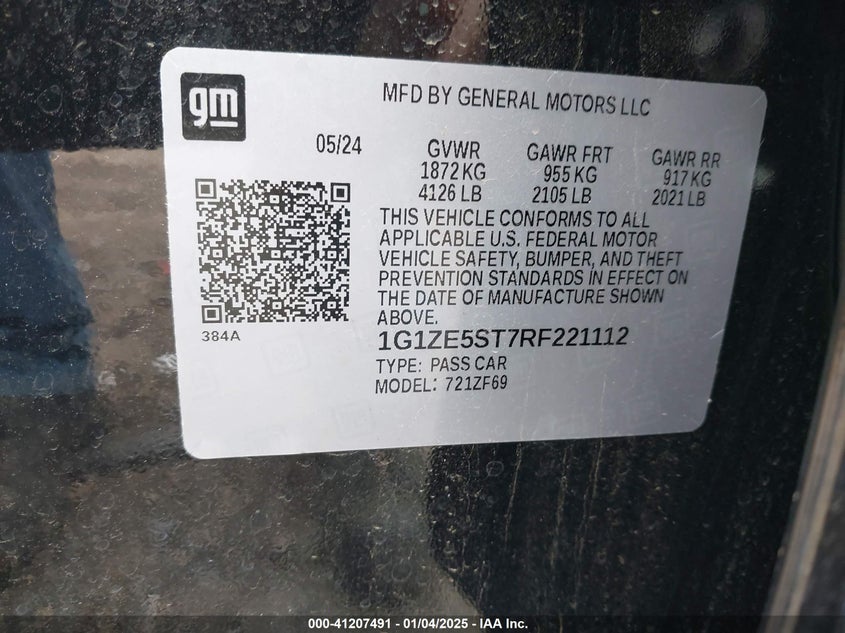 gm
MFD BY GENERAL MOTORS LLC
05/24
GVWR GAWR FRT GAWR RR
1872 KG 955 KG 917 KG
4126 LB 2105 LB 2021 LB
THIS VEHICLE CONFORMS TO ALL
APPLICABLE U.S. FEDERAL MOTOR
VEHICLE SAFETY, BUMPER, AND THEFT
PREVENTION STANDARDS IN EFFECT ON
THE DATE OF MANUFACTURE SHOWN
ABOVE.
384A
1G1ZE5ST7RF221112
TYPE: PASS CAR
MODEL: 721ZF69
000-41207491 - 01/04/2025 - IAA Inc.